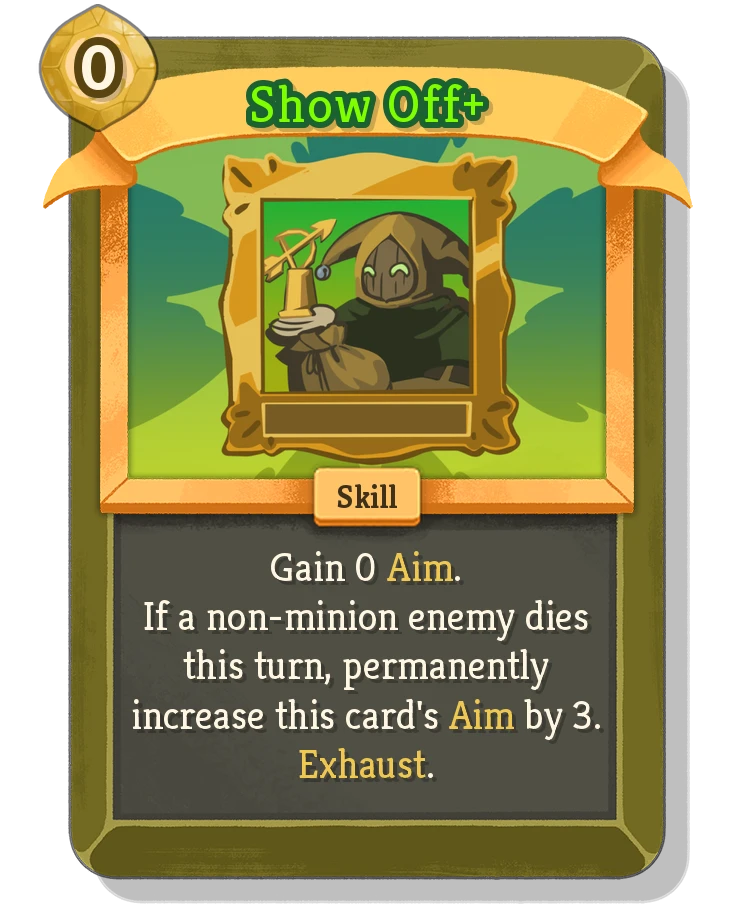 0
Show Off+
Skill
Gain 0 Aim.
If a non-minion enemy dies
this turn, permanently
increase this card's Aim by 3.
Exhaust.